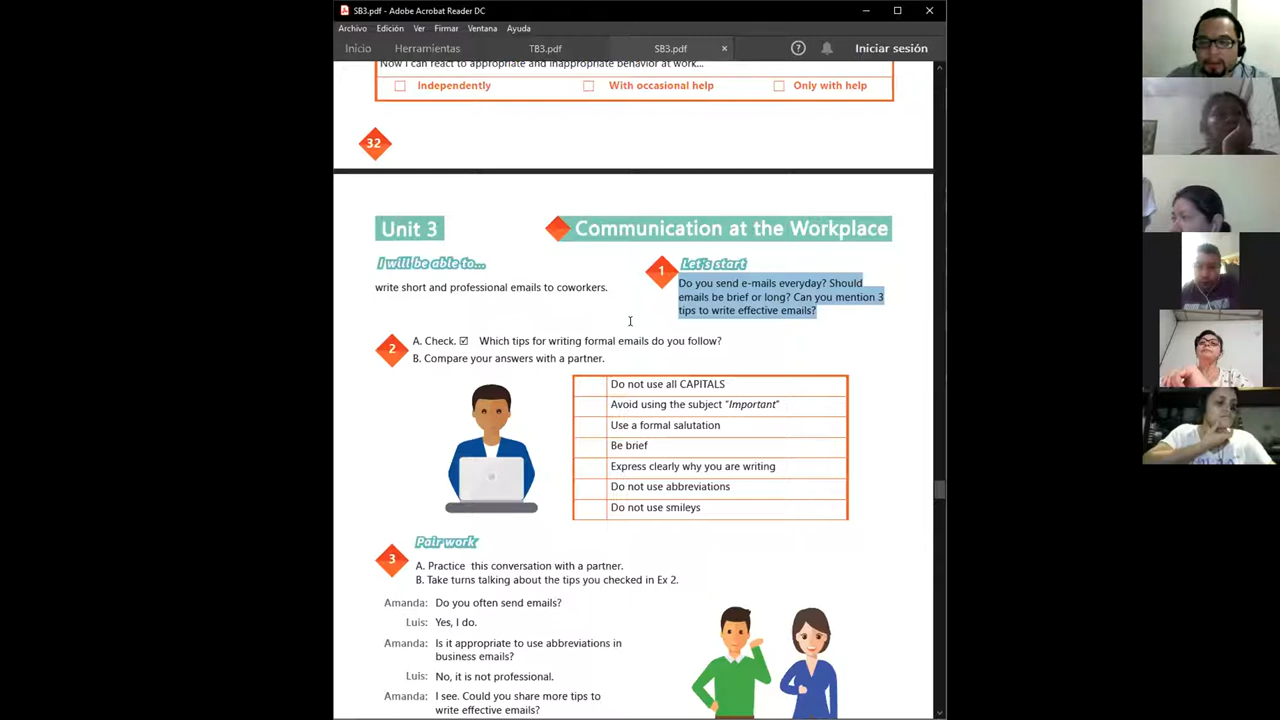 SB3.pdf - Adobe Acrobat Reader DC
Archivo Edición Ver Firmar Ventana Ayuda
Inicio Herramientas TB3.pdf SB3.pdf × Iniciar sesión
Now I can react to appropriate and inappropriate behavior at work...
Independently With occasional help Only with help
32
Unit 3 Communication at the Workplace
I will be able to...
write short and professional emails to coworkers.
1 Let's start
Do you send e-mails everyday? Should
emails be brief or long? Can you mention 3
tips to write effective emails?
2 A. Check. ☑ Which tips for writing formal emails do you follow?
B. Compare your answers with a partner.
Do not use all CAPITALS
Avoid using the subject "Important"
Use a formal salutation
Be brief
Express clearly why you are writing
Do not use abbreviations
Do not use smileys
3 Pair work
A. Practice this conversation with a partner.
B. Take turns talking about the tips you checked in Ex 2.
Amanda: Do you often send emails?
Luis: Yes, I do.
Amanda: Is it appropriate to use abbreviations in
business emails?
Luis: No, it is not professional.
Amanda: I see. Could you share more tips to
write effective emails?